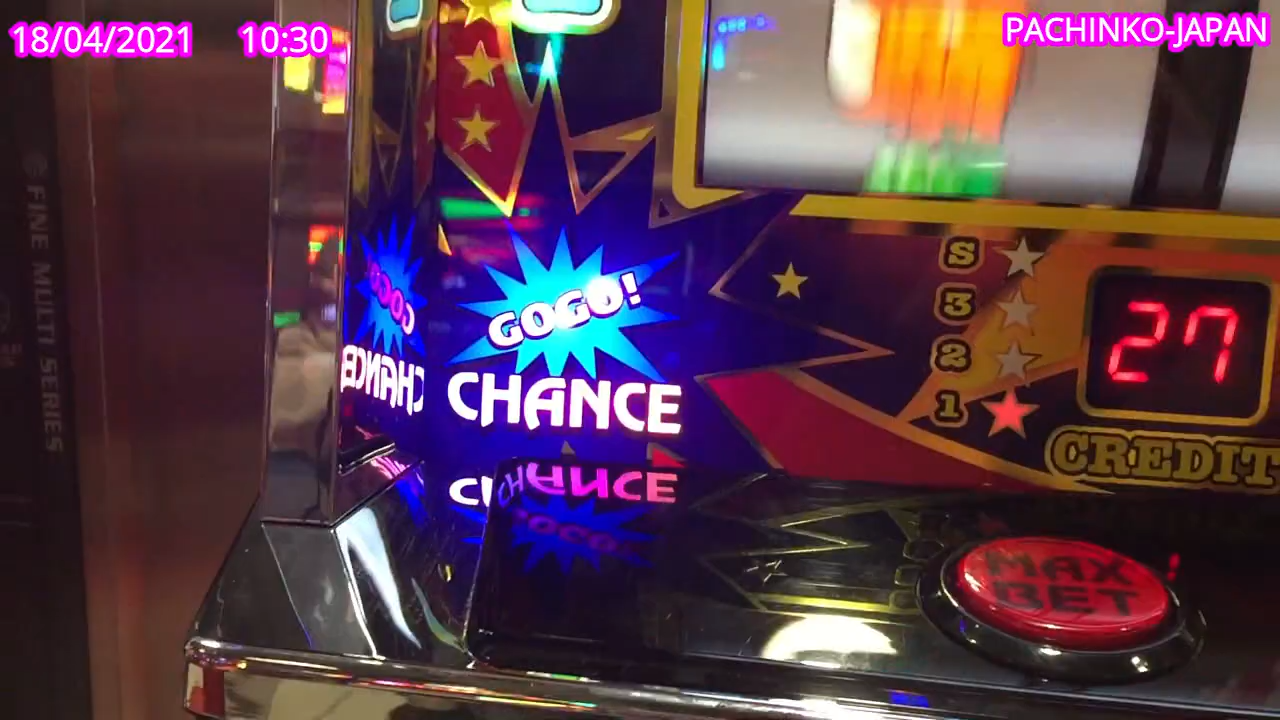 18/04/2021 10:30
PACHINKO-JAPAN
FINE MULTI SERIES
GOGO!
CHANCE
S
3
2
1
27
CREDIT
MAX
BET